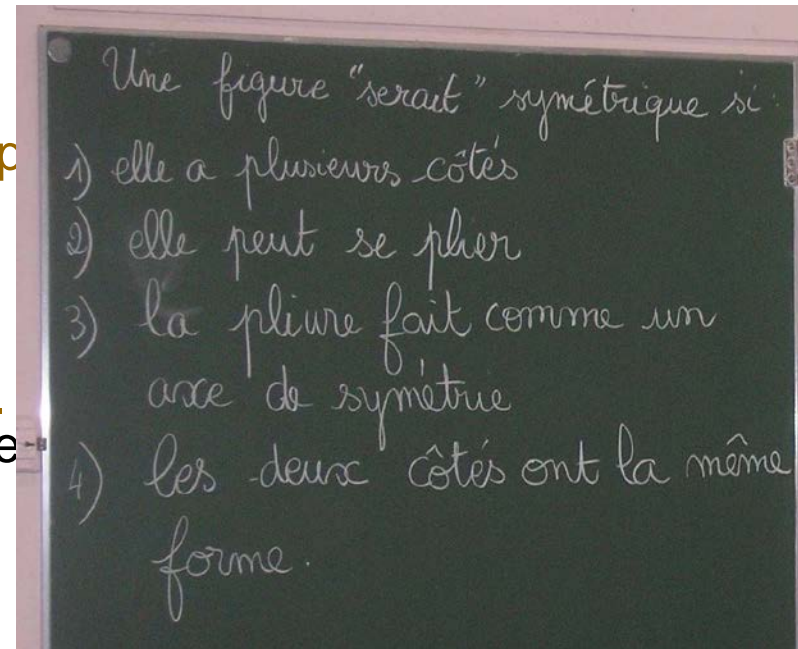 Une figure "serait" symétrique si :
1) elle a plusieurs côtés
2) elle peut se plier
3) la pliure fait comme un
axe de symétrie
4) les deux côtés ont la même
forme.